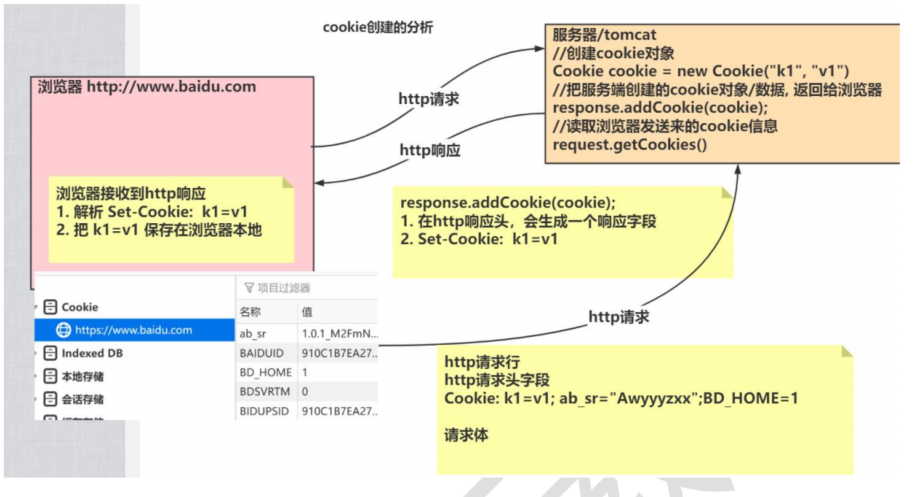 cookie创建的分析
浏览器 http://www.baidu.com
http请求
http响应
服务器/tomcat
//创建cookie对象
Cookie cookie = new Cookie("k1", "v1")
//把服务端创建的cookie对象/数据, 返回给浏览器
response.addCookie(cookie);
//读取浏览器发送来的cookie信息
request.getCookies()
浏览器接收到http响应
1. 解析 Set-Cookie:  k1=v1
2. 把 k1=v1 保存在浏览器本地
response.addCookie(cookie);
1. 在http响应头，会生成一个响应字段
2. Set-Cookie:  k1=v1
Cookie
https://www.baidu.com
Indexed DB
本地存储
会话存储
项目过滤器
名称 值
ab_sr 1.0.1_M2FmN...
BAIDUID 910C1B7EA27...
BD_HOME 1
BDSVRTM 0
BIDUPSID 910C1B7EA27...
http请求
http请求行
http请求头字段
Cookie: k1=v1; ab_sr="Awyyyzxx";BD_HOME=1
请求体